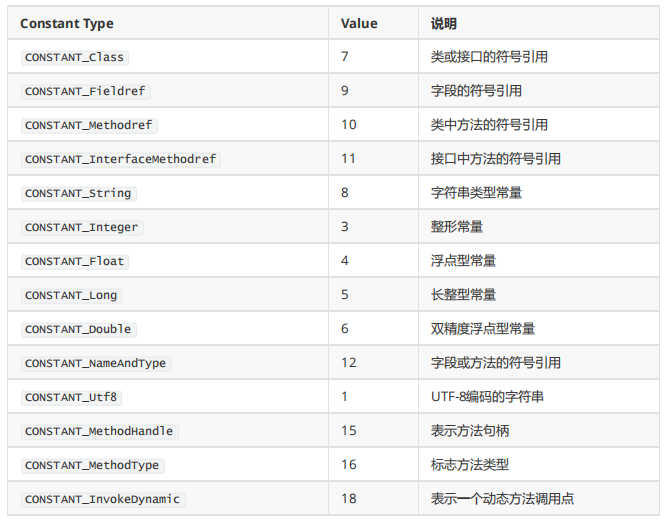 Constant Type Value 说明
CONSTANT_Class 7 类或接口的符号引用
CONSTANT_Fieldref 9 字段的符号引用
CONSTANT_Methodref 10 类中方法的符号引用
CONSTANT_InterfaceMethodref 11 接口中方法的符号引用
CONSTANT_String 8 字符串类型常量
CONSTANT_Integer 3 整形常量
CONSTANT_Float 4 浮点型常量
CONSTANT_Long 5 长整型常量
CONSTANT_Double 6 双精度浮点型常量
CONSTANT_NameAndType 12 字段或方法的符号引用
CONSTANT_Utf8 1 UTF-8编码的字符串
CONSTANT_MethodHandle 15 表示方法句柄
CONSTANT_MethodType 16 标志方法类型
CONSTANT_InvokeDynamic 18 表示一个动态方法调用点